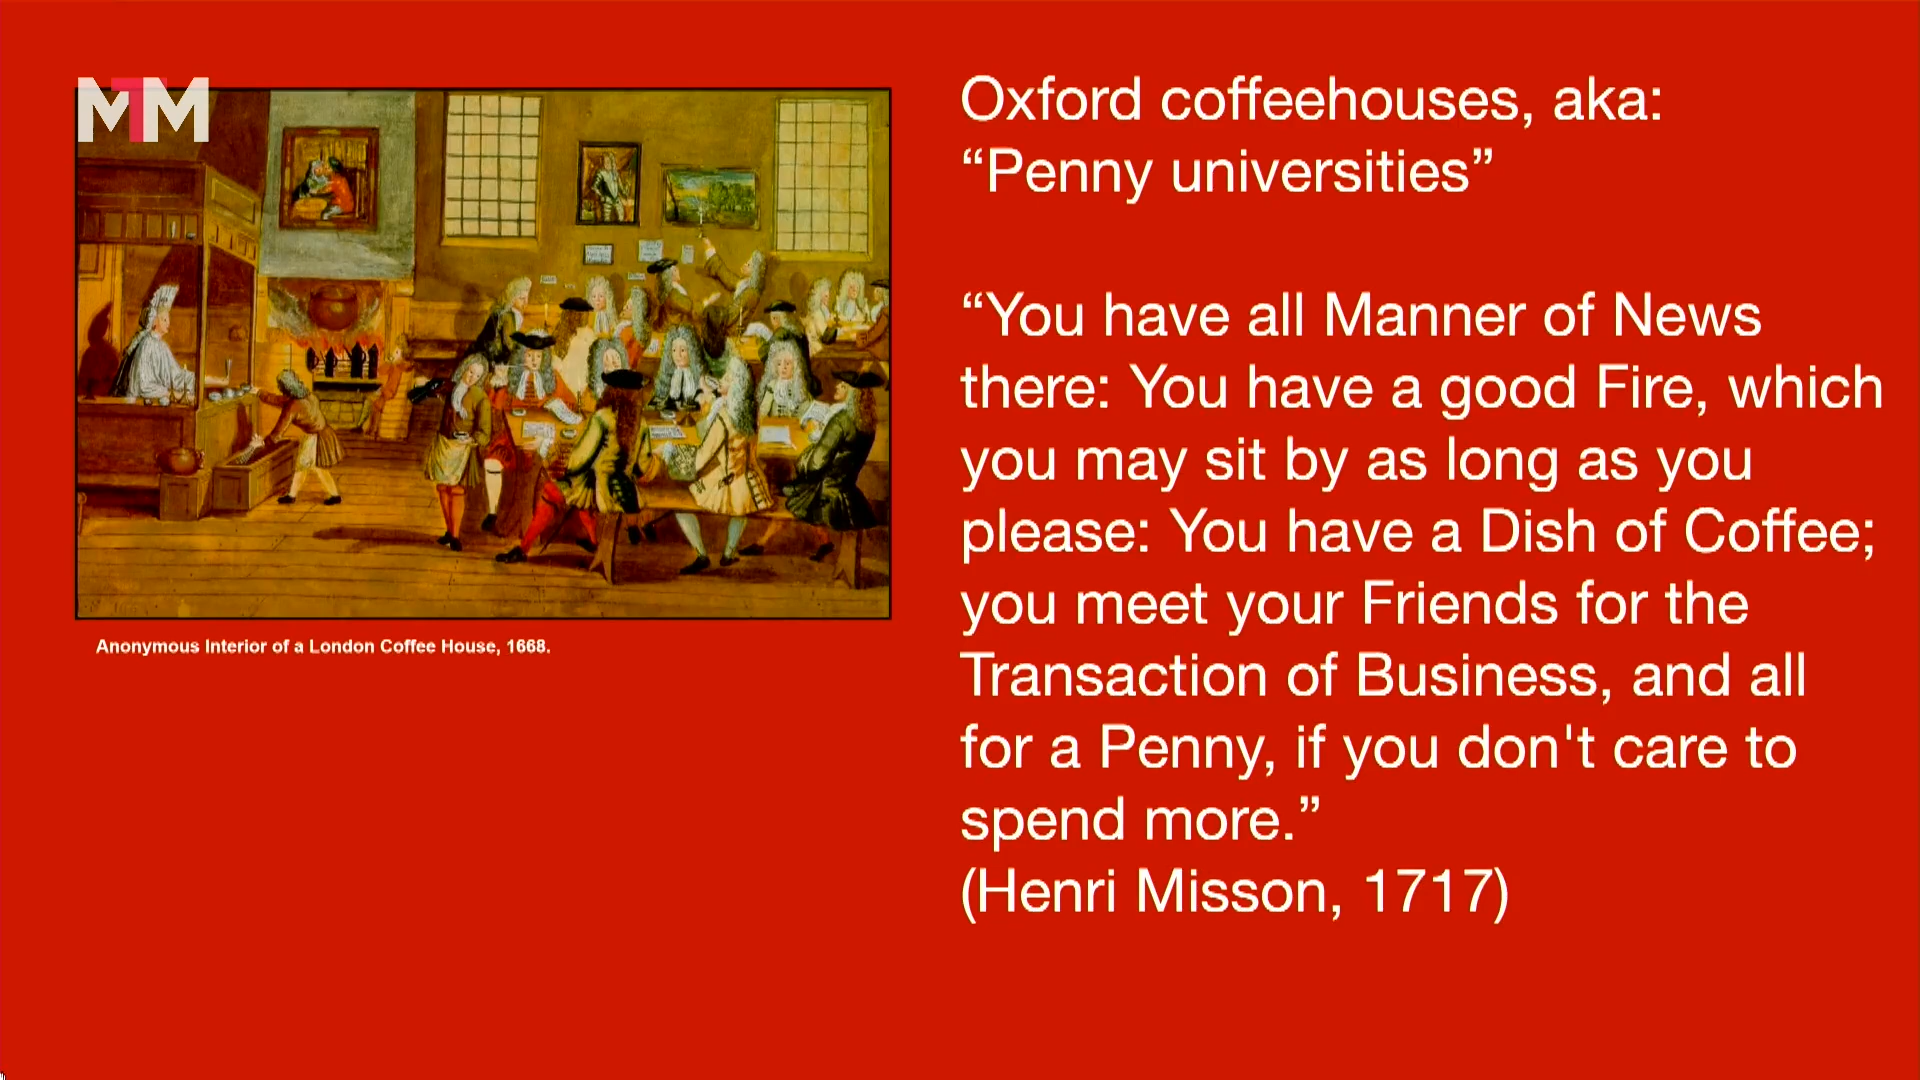 MTM
Anonymous Interior of a London Coffee House, 1668.
Oxford coffeehouses, aka:
“Penny universities”
“You have all Manner of News
there: You have a good Fire, which
you may sit by as long as you
please: You have a Dish of Coffee;
you meet your Friends for the
Transaction of Business, and all
for a Penny, if you don't care to
spend more.”
(Henri Misson, 1717)